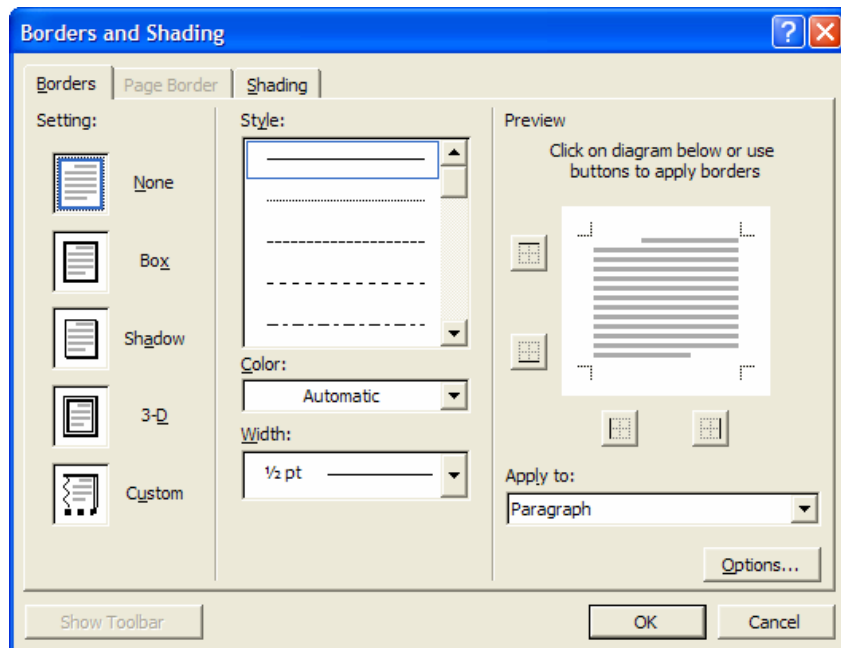 Borders and Shading
Borders
Page Border
Shading
Setting:
None
Box
Shadow
3-D
Custom
Style:
Color:
Automatic
Width:
½ pt
Preview
Click on diagram below or use
buttons to apply borders
Apply to:
Paragraph
Options...
Show Toolbar
OK
Cancel